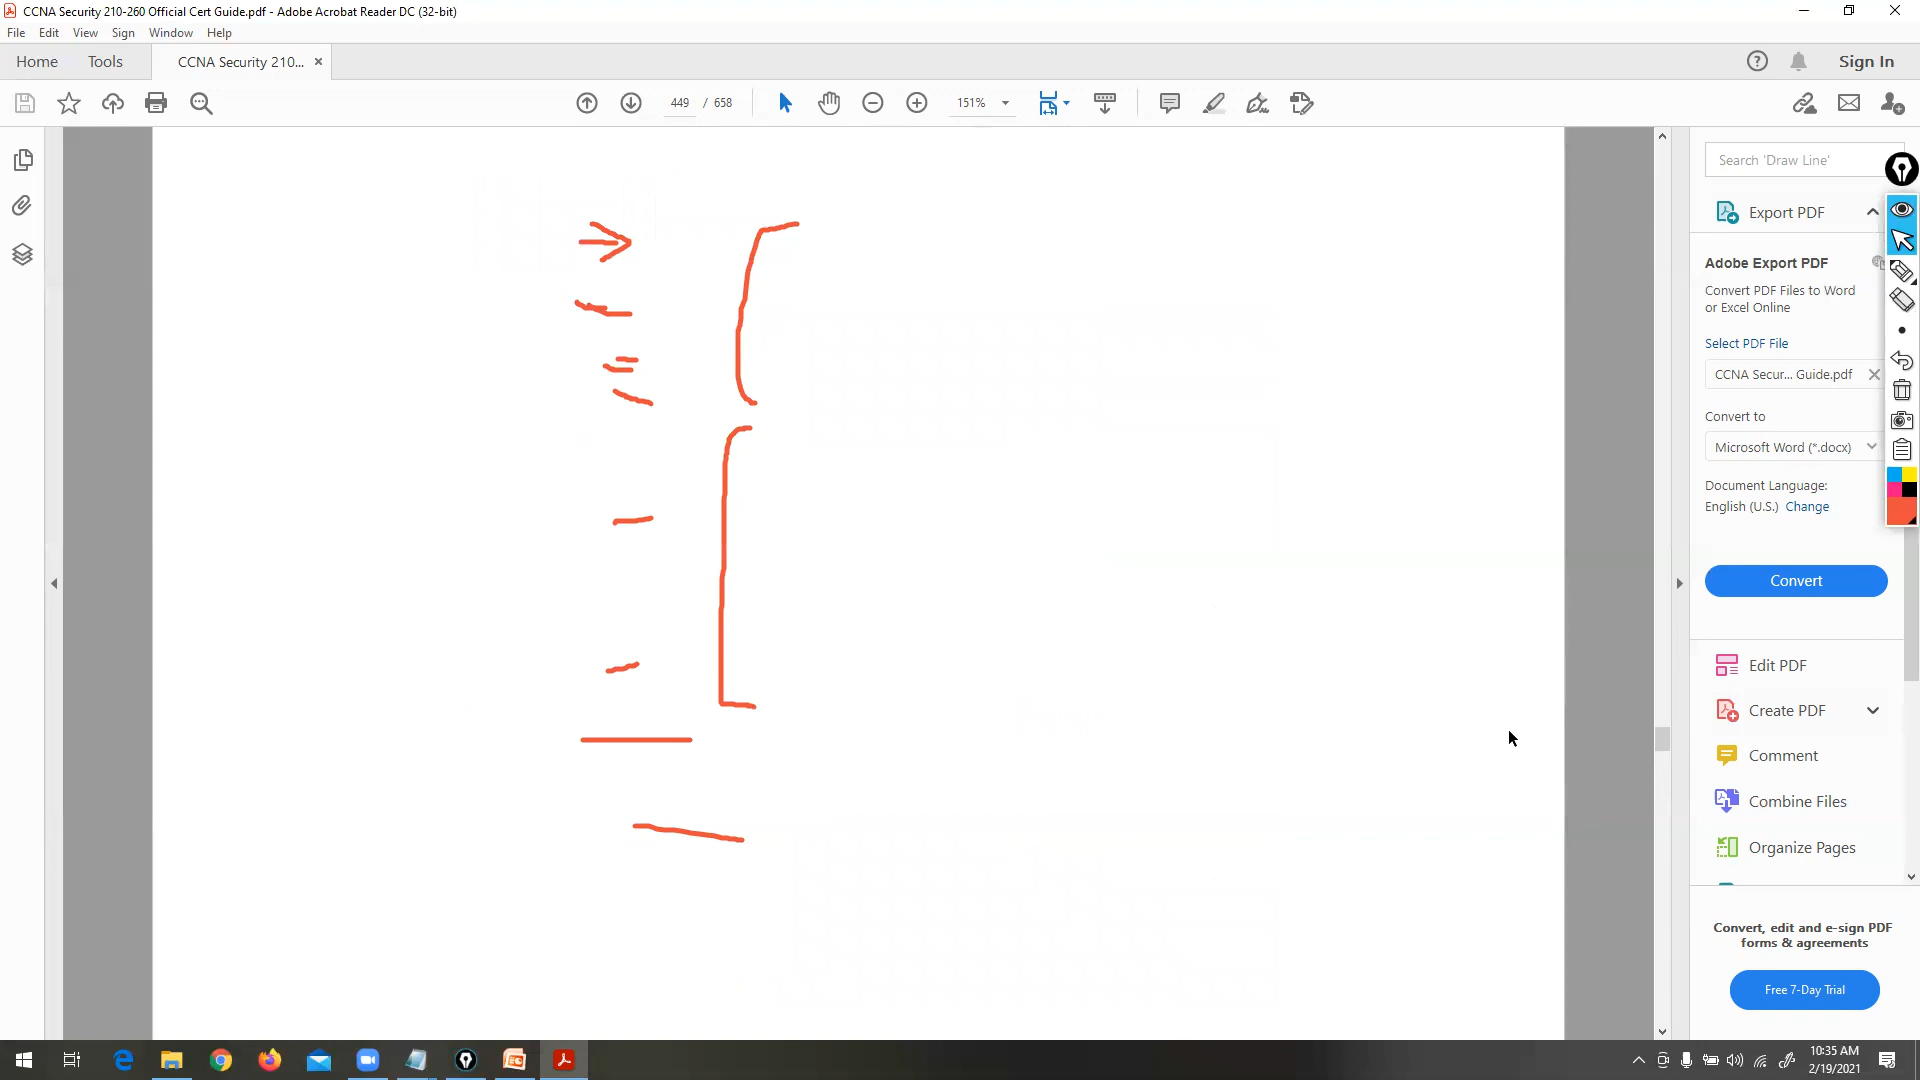 CCNA Security 210-260 Official Cert Guide.pdf - Adobe Acrobat Reader DC (32-bit)
File Edit View Sign Window Help
Home Tools CCNA Security 210... × Sign In
449 / 658 151%
Search 'Draw Line'
Export PDF
Adobe Export PDF
Convert PDF Files to Word
or Excel Online
Select PDF File
CCNA Secur... Guide.pdf
Convert to
Microsoft Word (*.docx)
Document Language:
English (U.S.) Change
Convert
Edit PDF
Create PDF
Comment
Combine Files
Organize Pages
Convert, edit and e-sign PDF
forms & agreements
Free 7-Day Trial
10:35 AM
2/19/2021